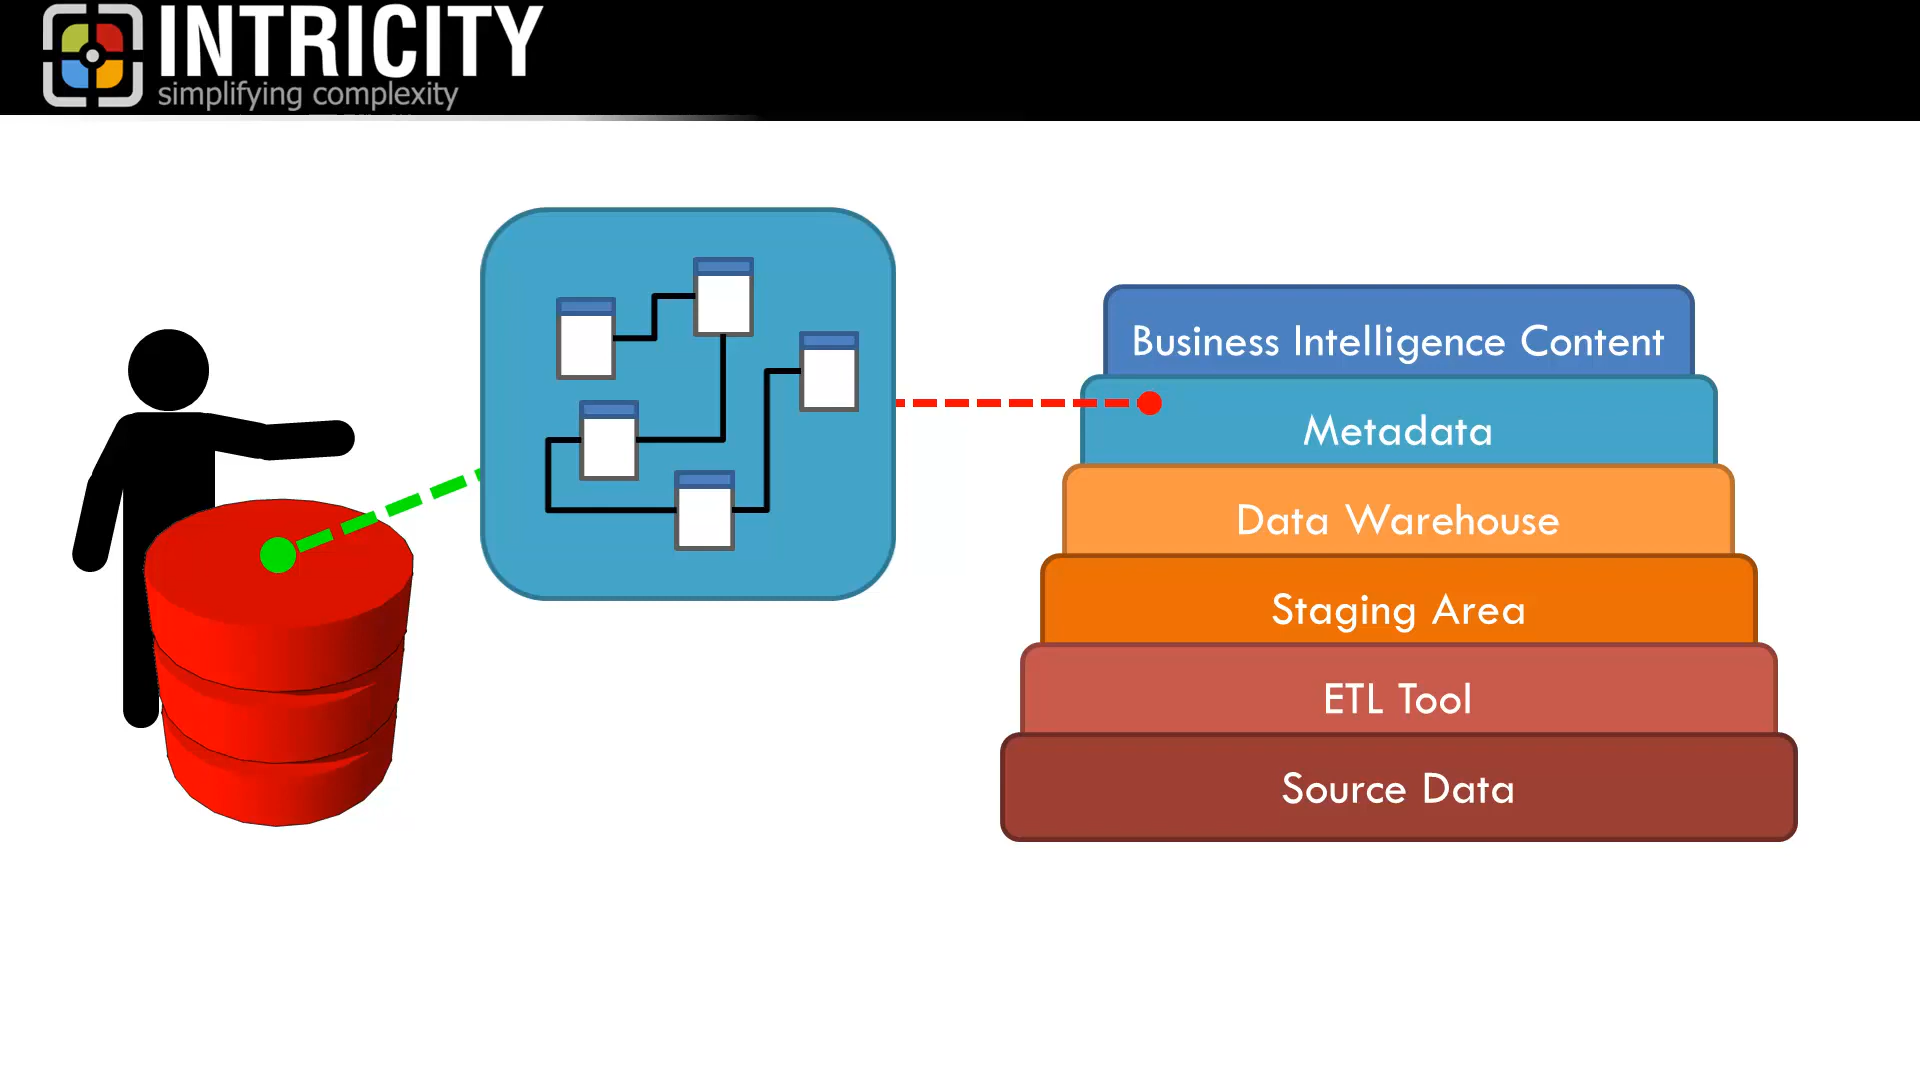 INTRICITY
simplifying complexity
Business Intelligence Content
Metadata
Data Warehouse
Staging Area
ETL Tool
Source Data